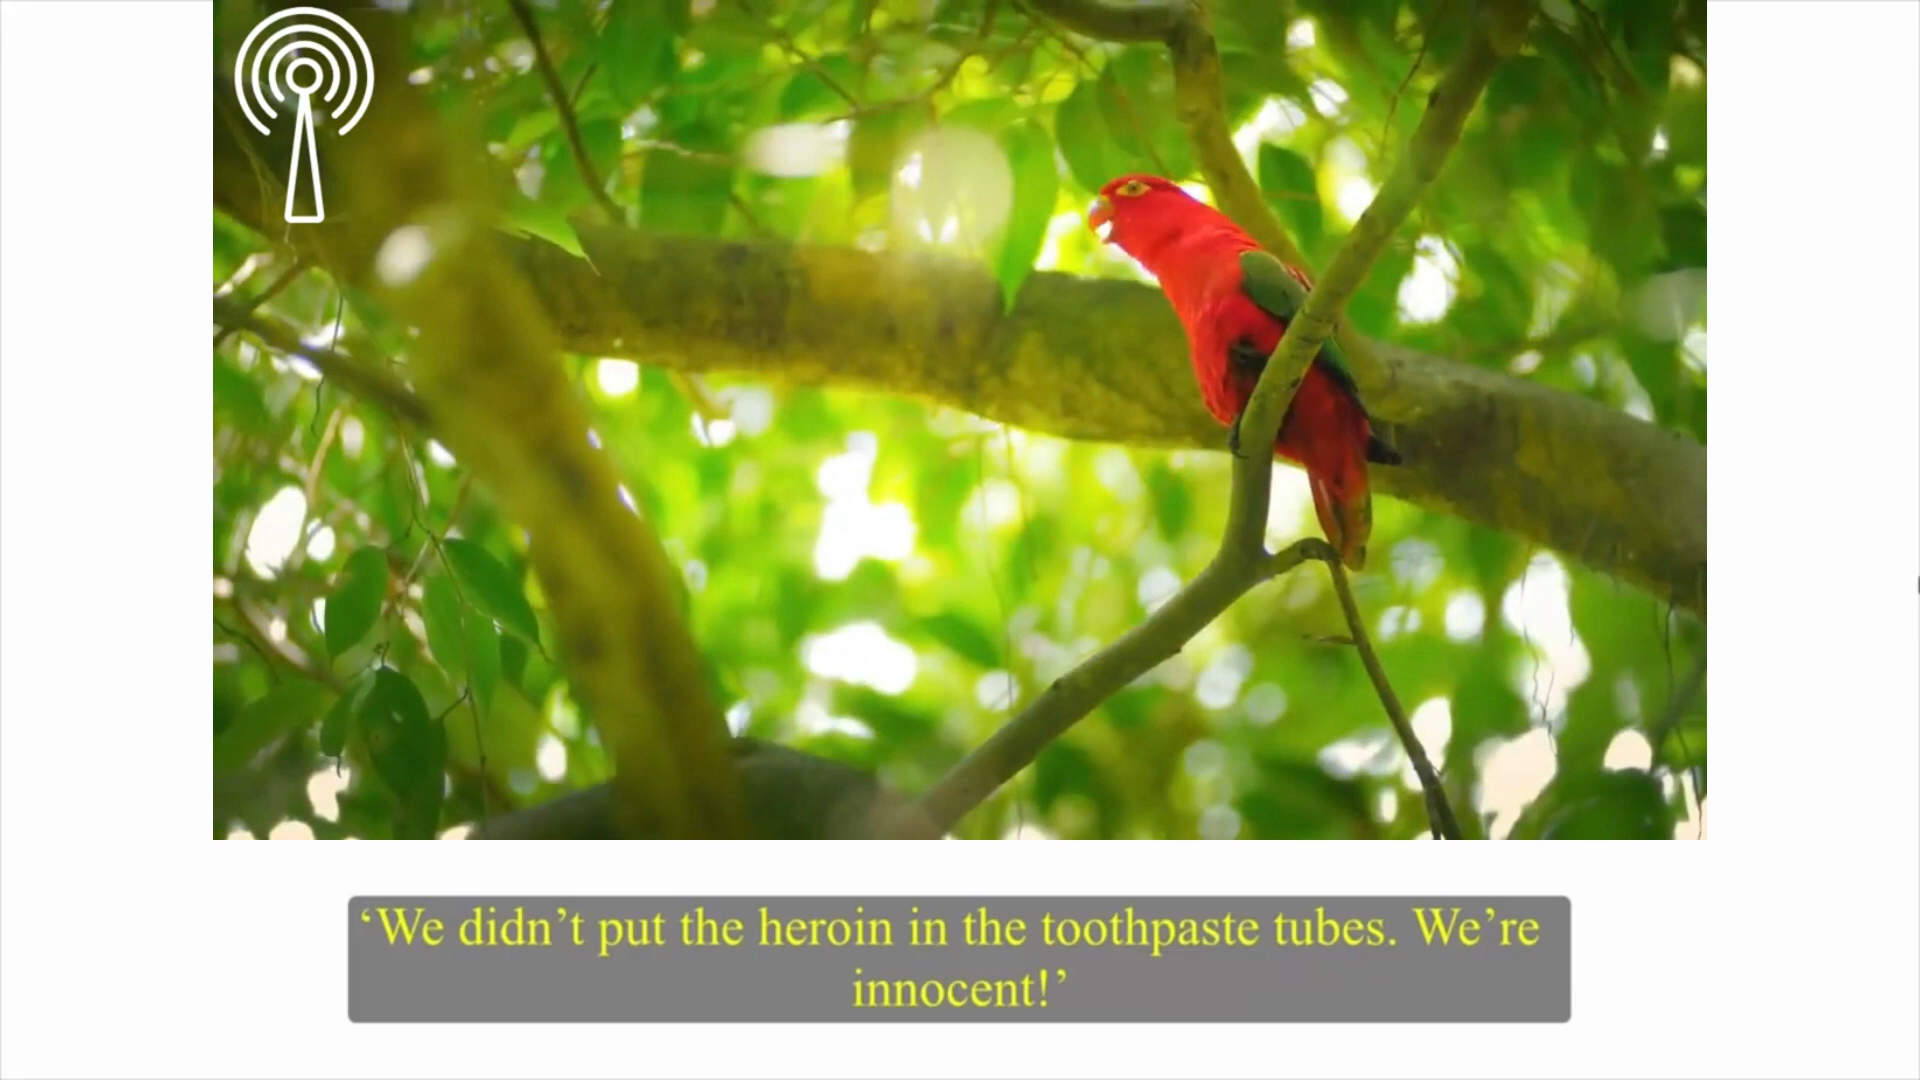 ‘We didn’t put the heroin in the toothpaste tubes. We’re
innocent!’